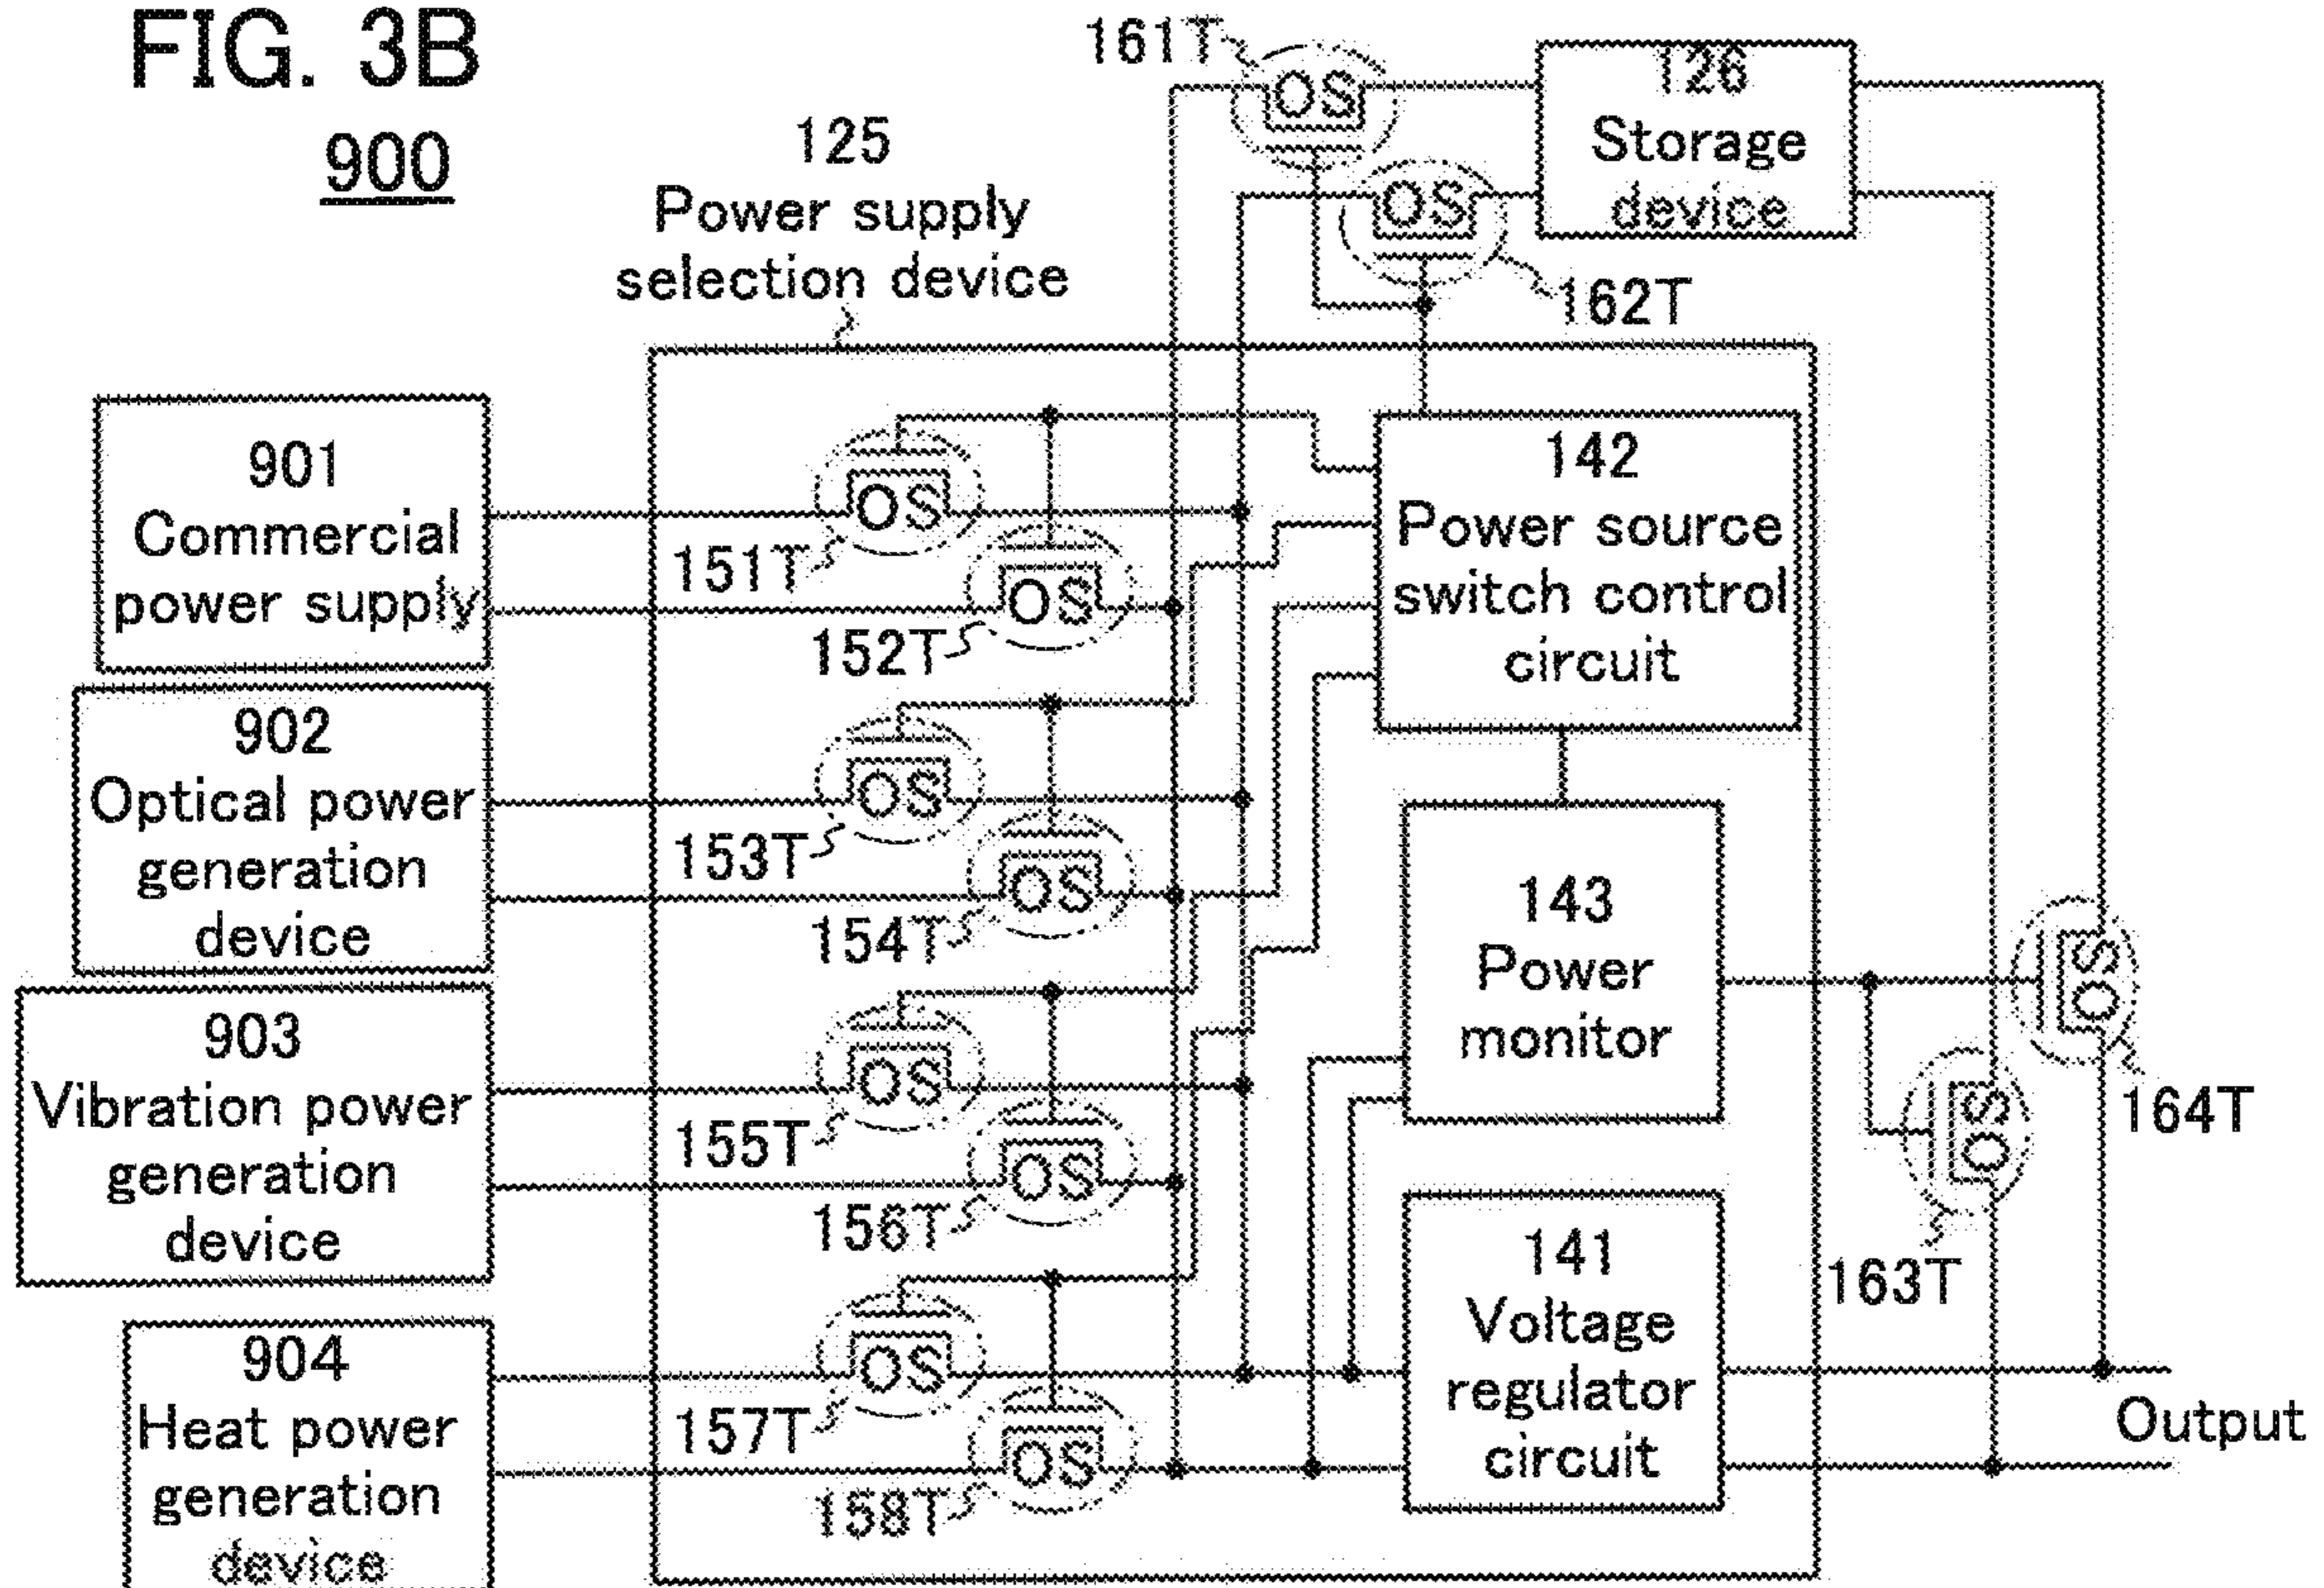 FIG. 3B
900
161T
126
Storage
device
125
Power supply
selection device
OS
OS
162T
901
Commercial
power supply
OS
151T
OS
152T
142
Power source
switch control
circuit
902
Optical power
generation
device
OS
153T
OS
154T
143
Power
monitor
OS
164T
903
Vibration power
generation
device
OS
155T
OS
156T
OS
163T
141
Voltage
regulator
circuit
904
Heat power
generation
device
OS
157T
OS
158T
Output